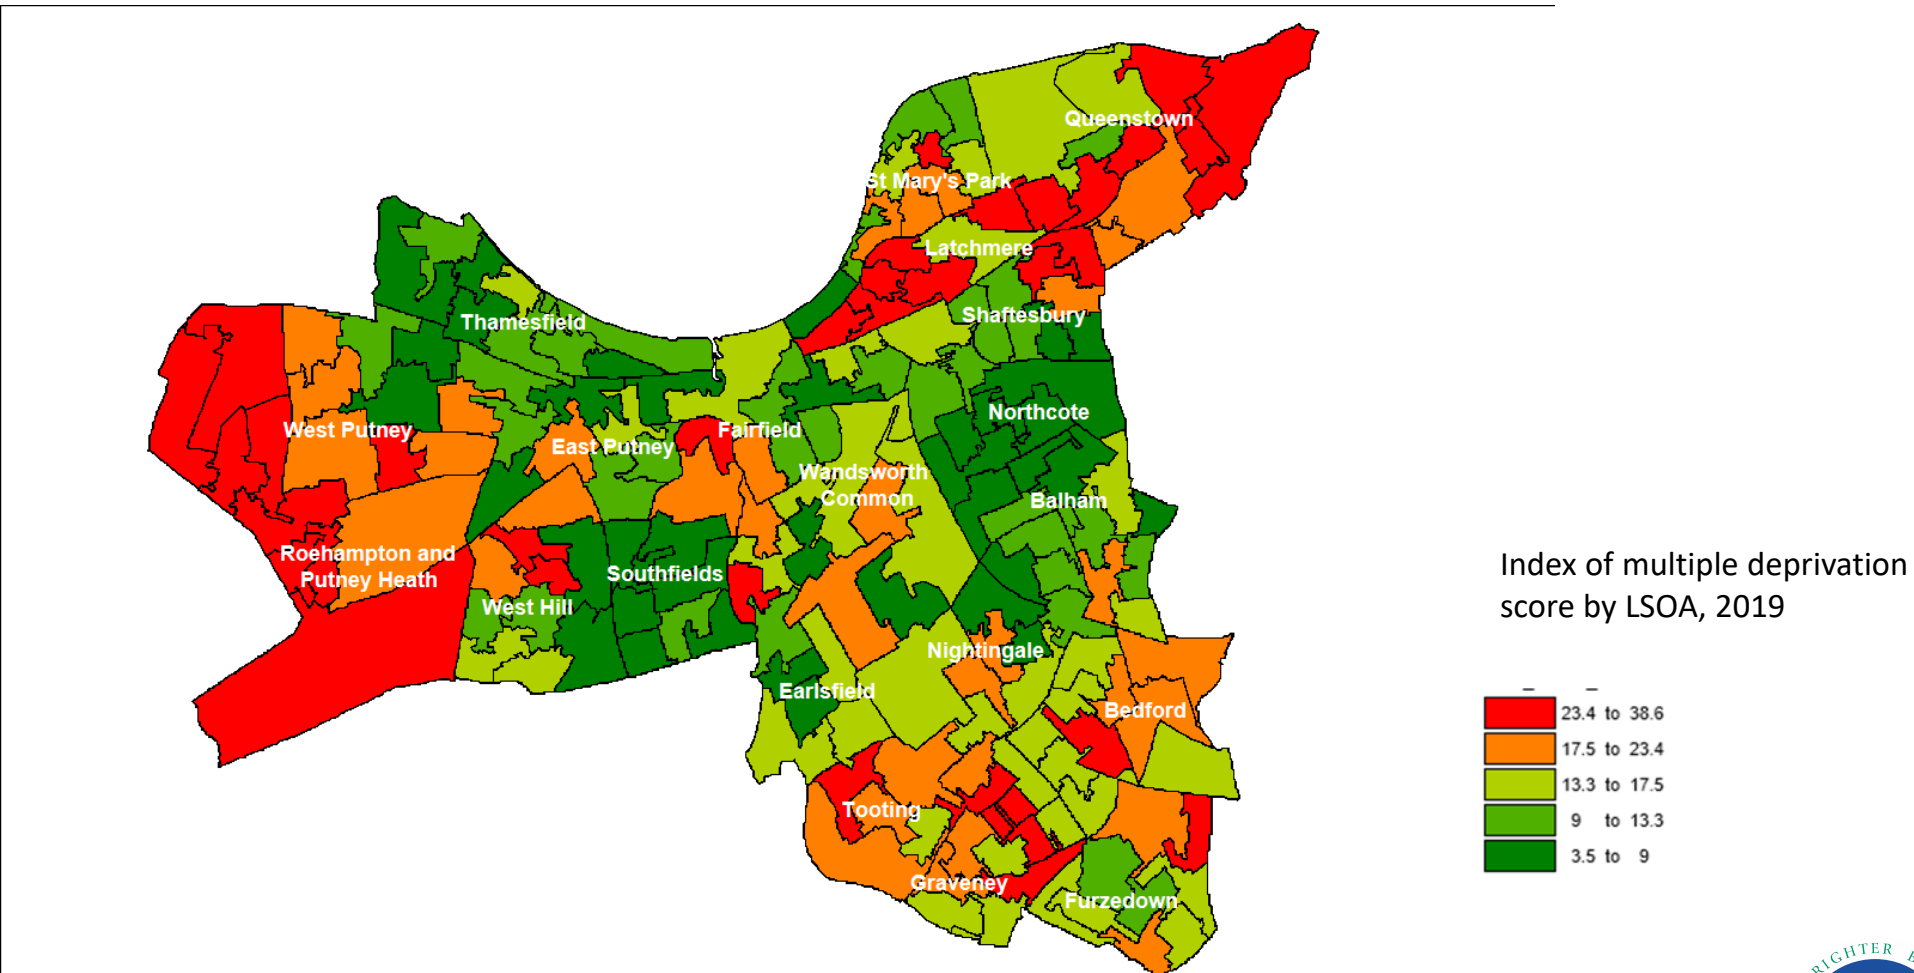 Queenstown
St Mary's Park
Latchmere
Shaftesbury
Thamesfield
Northcote
West Putney
East Putney
Fairfield
Wandsworth
Common
Balham
Roehampton and
Putney Heath
Southfields
West Hill
Nightingale
Earlsfield
Bedford
Tooting
Graveney
Furzedown
Index of multiple deprivation
score by LSOA, 2019
23.4 to 38.6
17.5 to 23.4
13.3 to 17.5
9 to 13.3
3.5 to 9